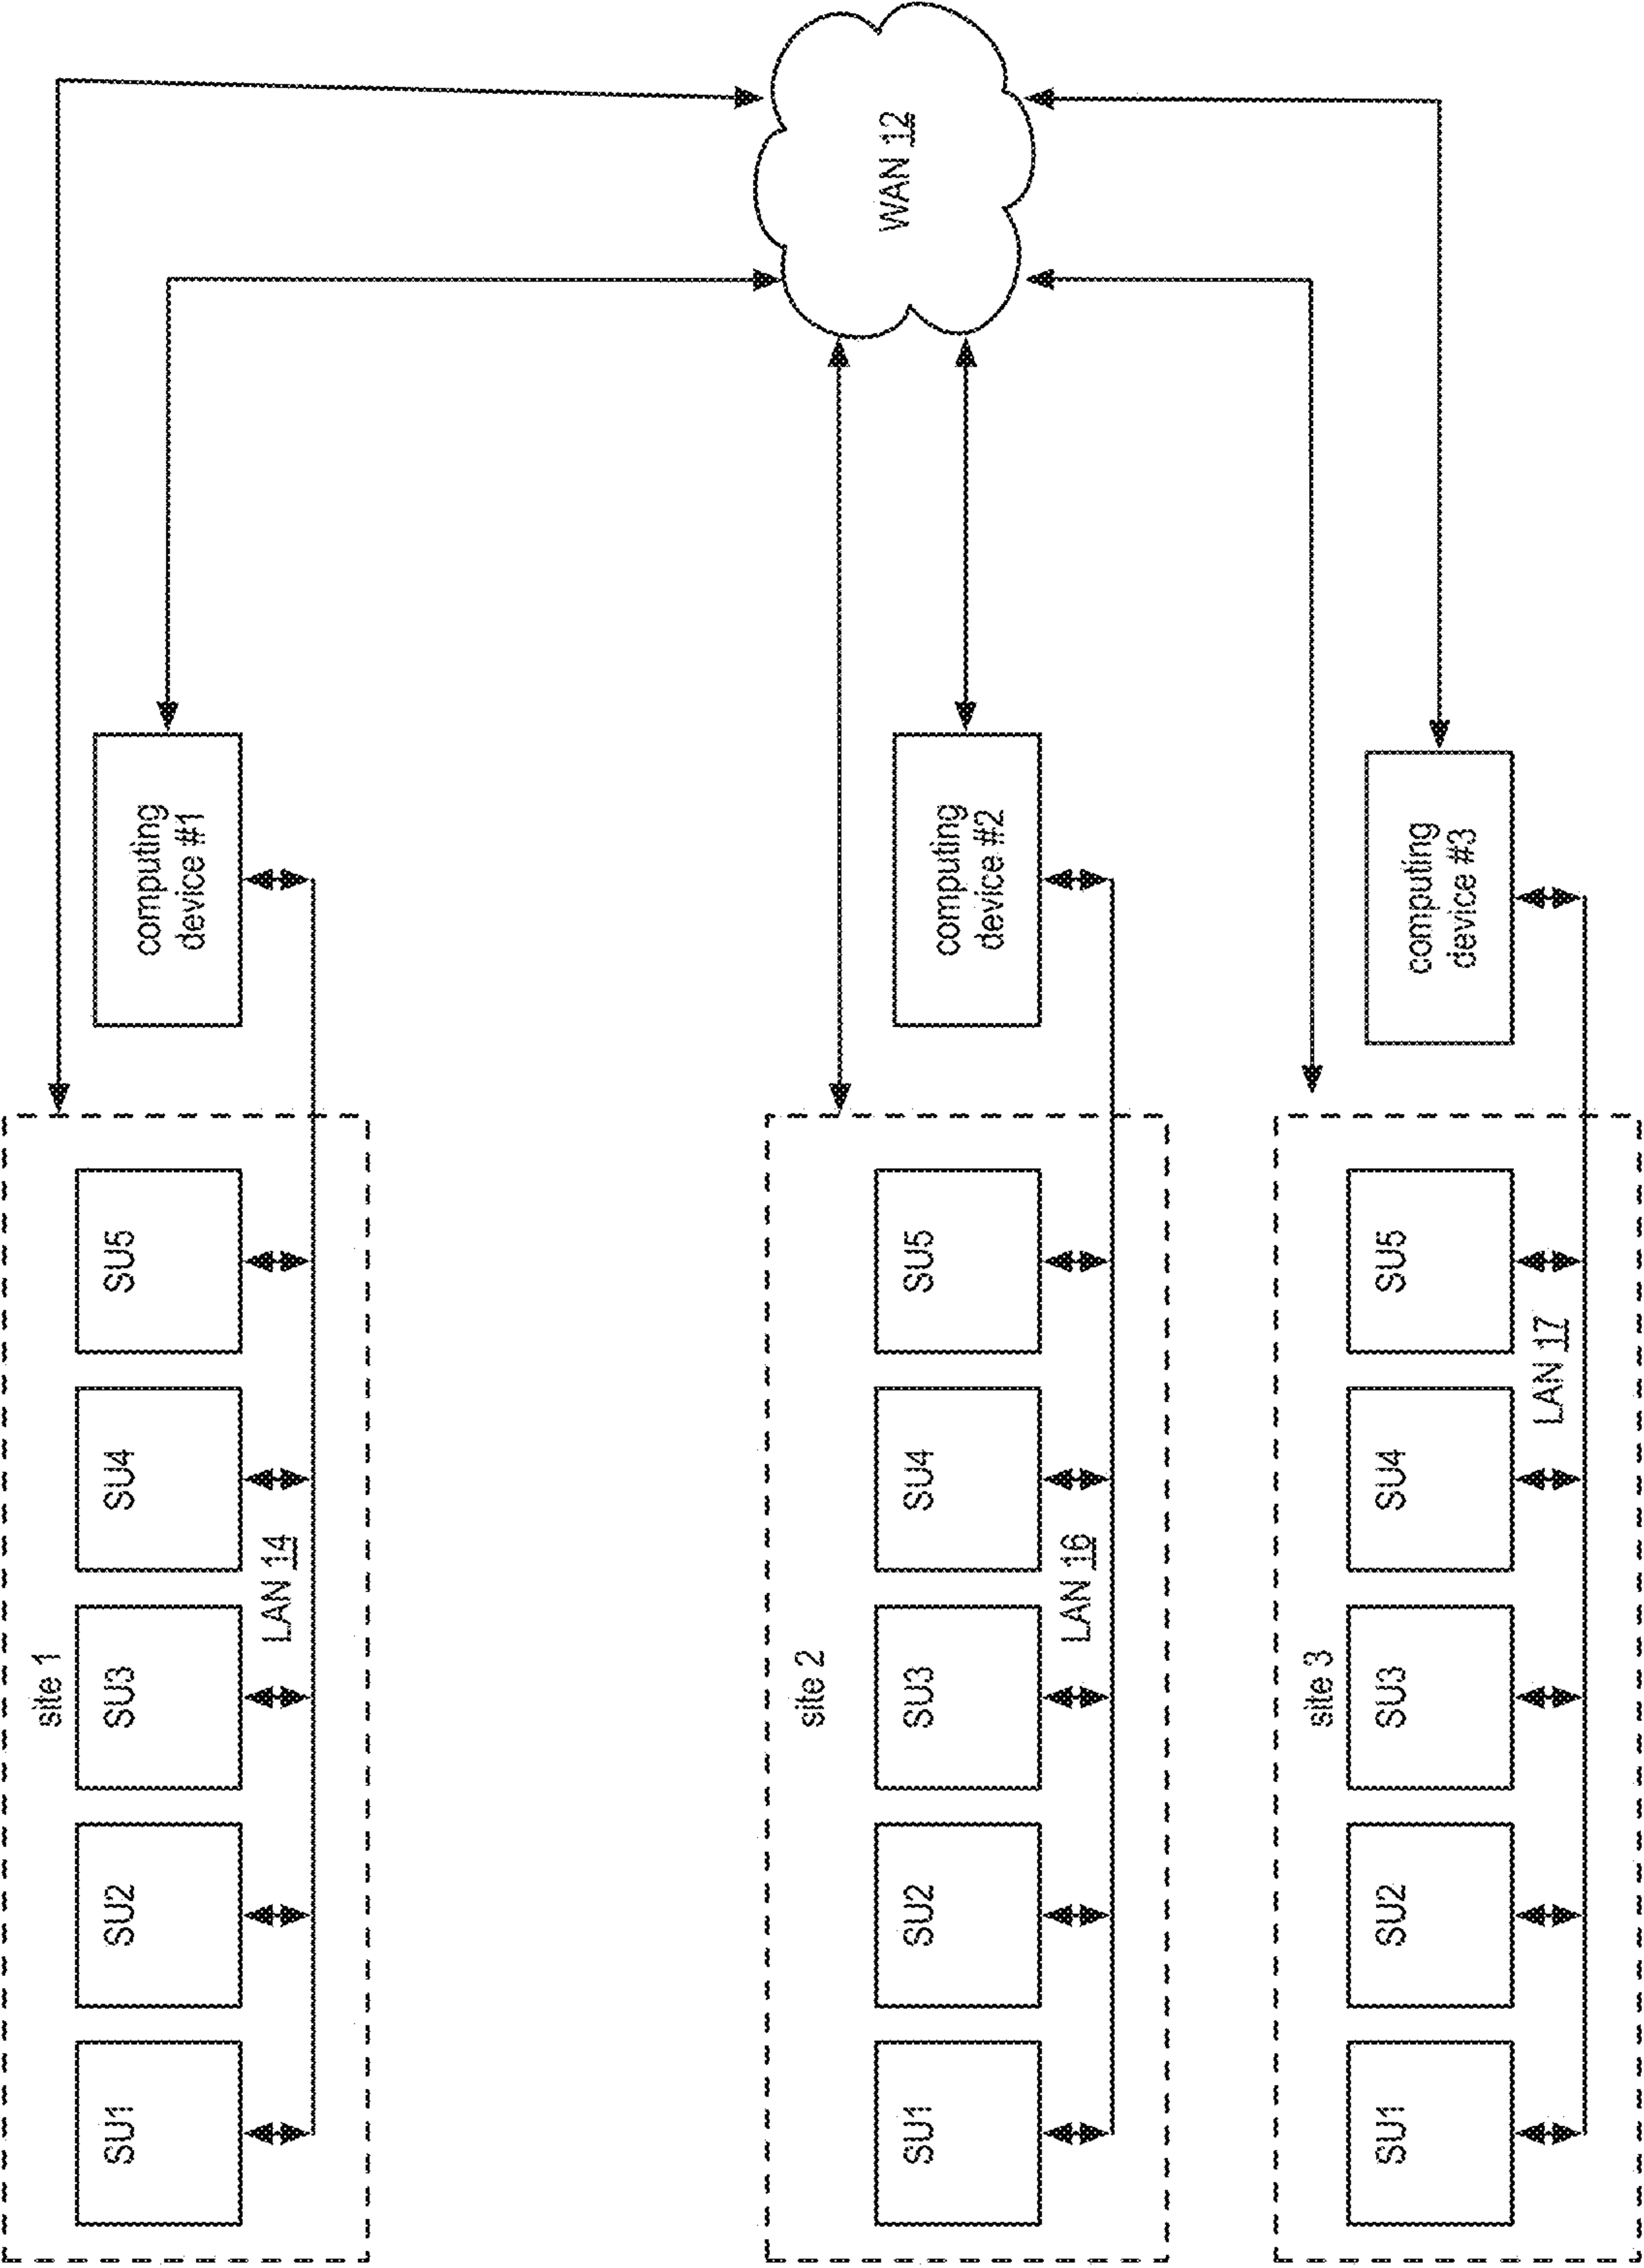 site 1
SU1
SU2
SU3
SU4
SU5
LAN 14
computing
device #1
WAN 12
site 2
SU1
SU2
SU3
SU4
SU5
LAN 16
computing
device #2
site 3
SU1
SU2
SU3
SU4
SU5
LAN 17
computing
device #3